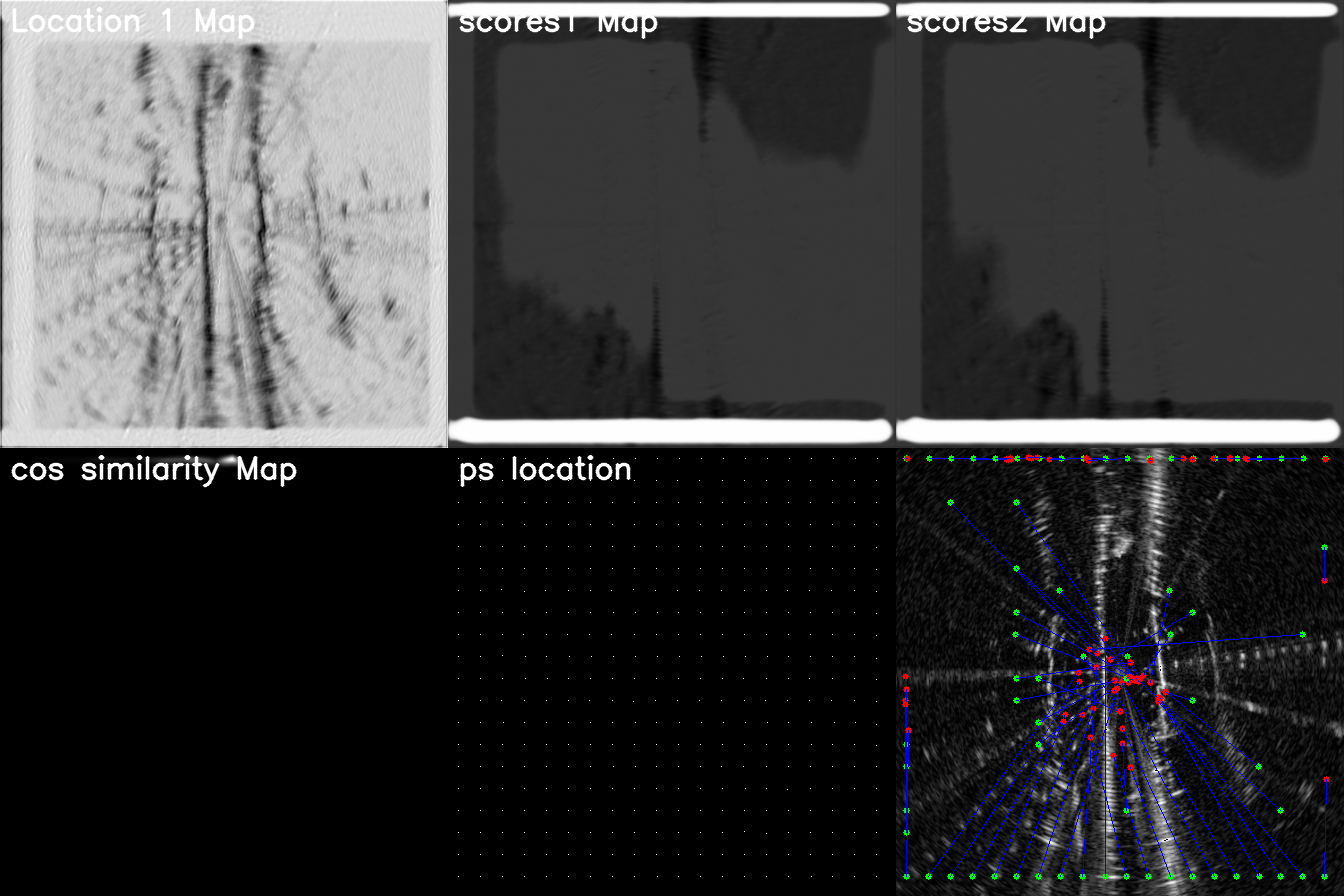 Location 1 Map
scores1 Map
scores2 Map
cos similarity Map
ps location